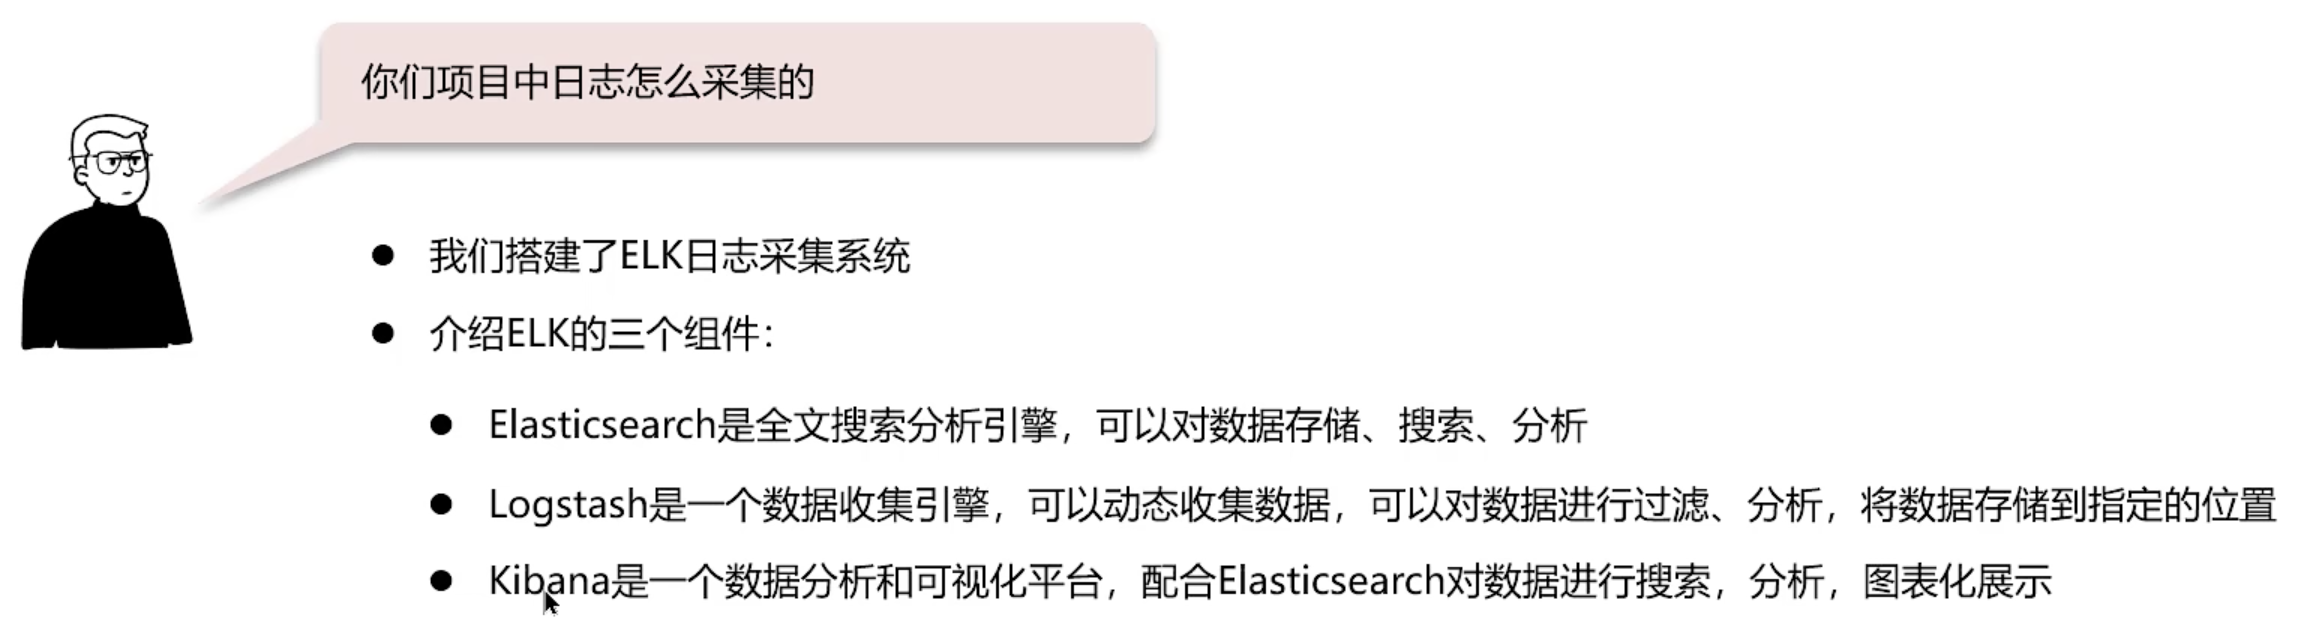 你们项目中日志怎么采集的
我们搭建了ELK日志采集系统
介绍ELK的三个组件：
Elasticsearch是全文搜索分析引擎，可以对数据存储、搜索、分析
Logstash是一个数据收集引擎，可以动态收集数据，可以对数据进行过滤、分析，将数据存储到指定的位置
Kibana是一个数据分析和可视化平台，配合Elasticsearch对数据进行搜索，分析，图表化展示